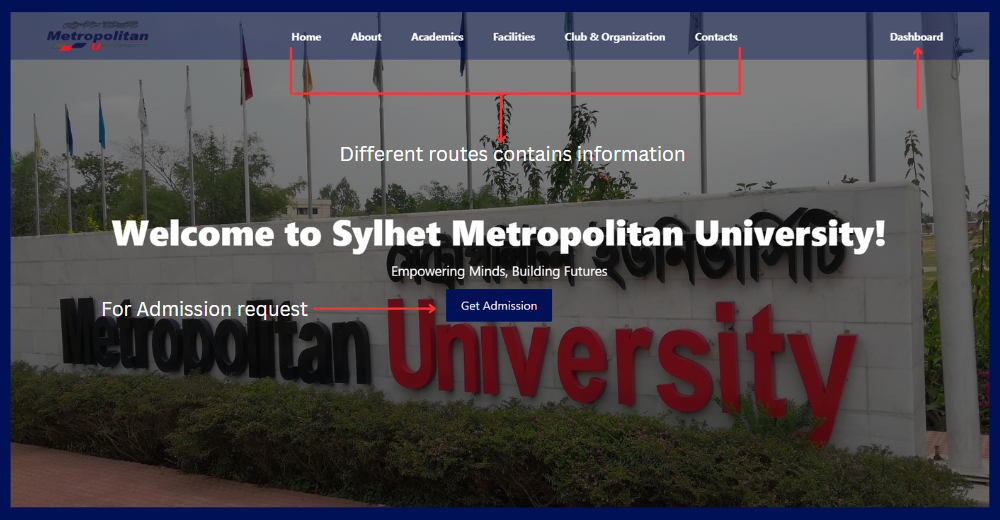 Metropolitan
Home About Academics Facilities Club & Organization Contacts Dashboard
Different routes contains information
Welcome to Sylhet Metropolitan University!
ইউনিভার্সিটি
Empowering Minds, Building Futures
For Admission request
Get Admission
Metropolitan University